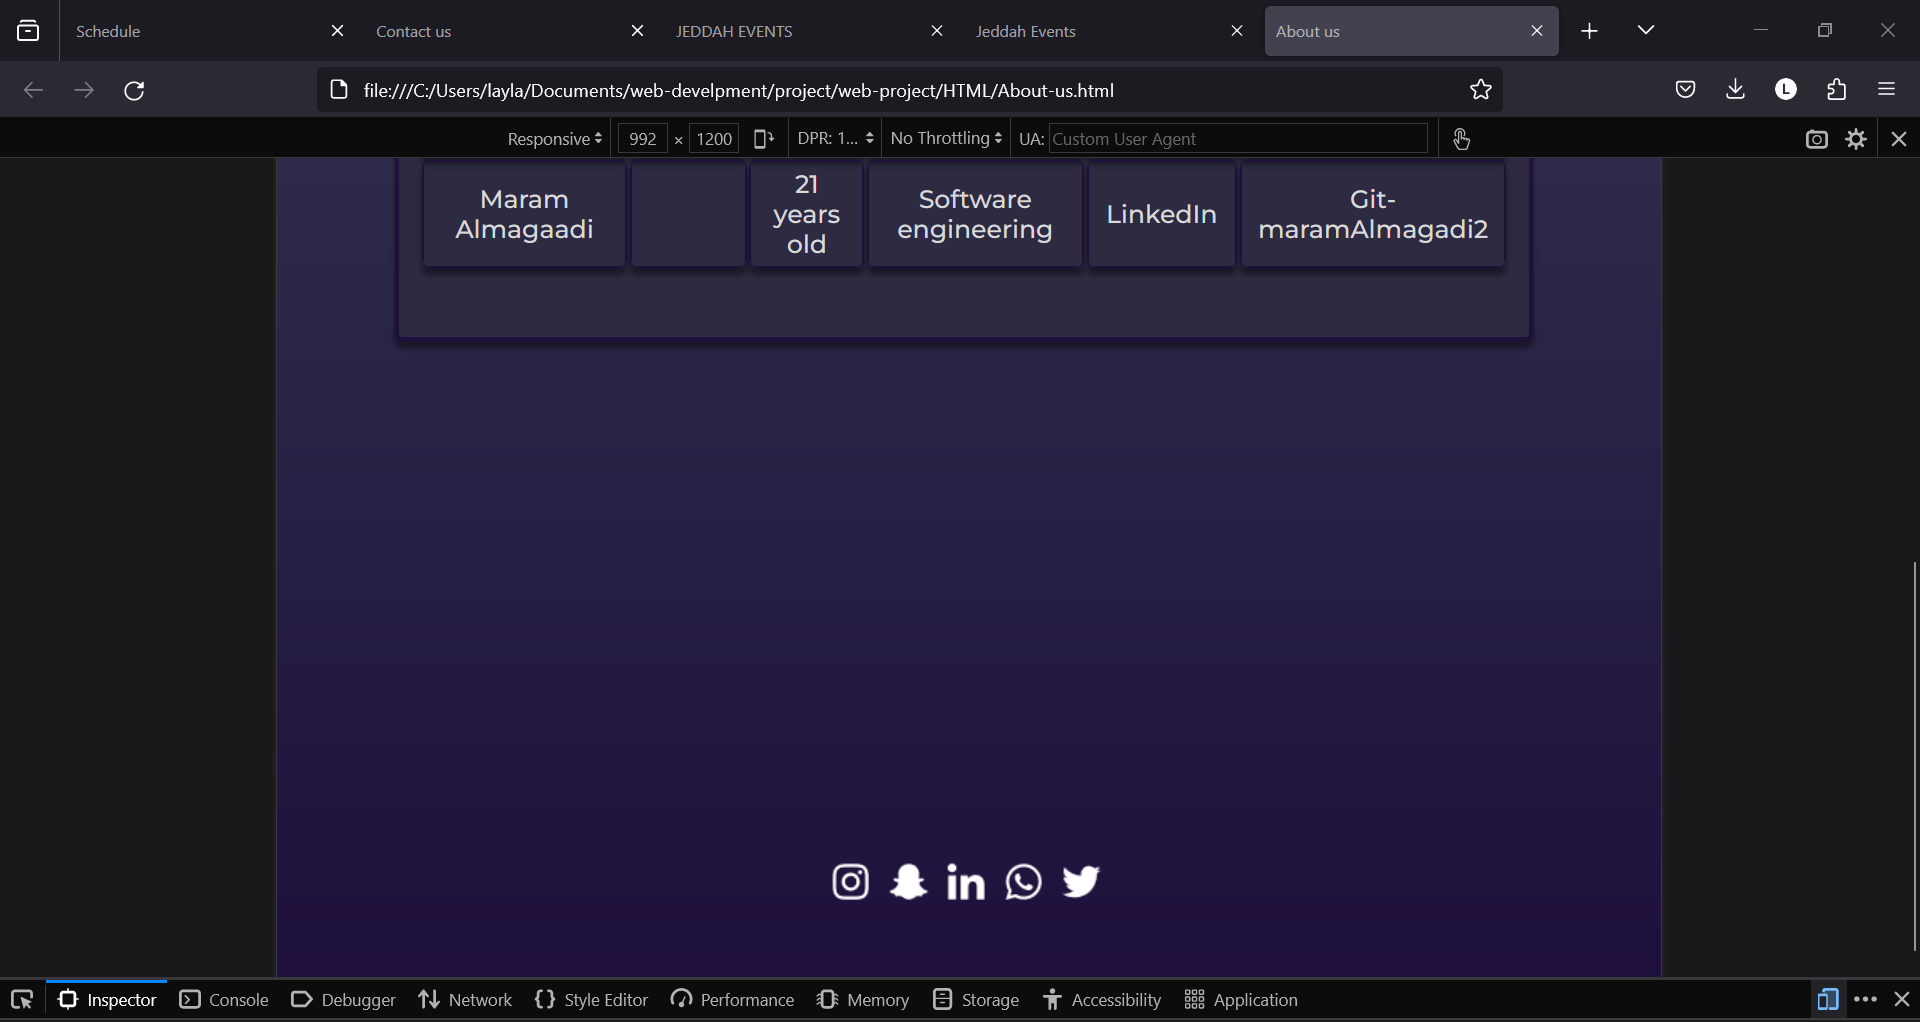 Schedule
Contact us
JEDDAH EVENTS
Jeddah Events
About us
file:///C:/Users/layla/Documents/web-develpment/project/web-project/HTML/About-us.html
L
Responsive
992 × 1200
DPR: 1...
No Throttling
UA: Custom User Agent
Maram
Almagaadi
21
years
old
Software
engineering
LinkedIn
Git-
maramAlmagadi2
in
Inspector
Console
Debugger
Network
Style Editor
Performance
Memory
Storage
Accessibility
Application